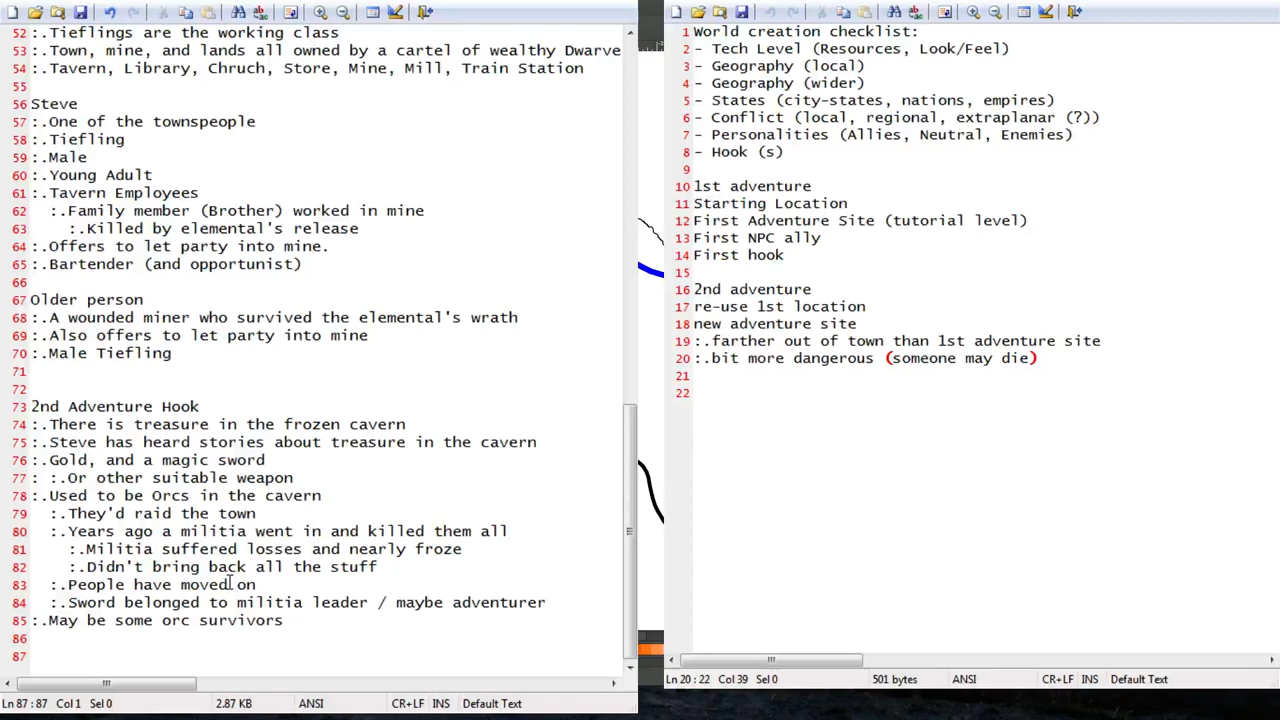 52 :.Tieflings are the working class
53 :.Town, mine, and lands all owned by a cartel of wealthy Dwarve
54 :.Tavern, Library, Chruch, Store, Mine, Mill, Train Station
55
56 Steve
57 :.One of the townspeople
58 :.Tiefling
59 :.Male
60 :.Young Adult
61 :.Tavern Employees
62 :.Family member (Brother) worked in mine
63 :.Killed by elemental's release
64 :.Offers to let party into mine.
65 :.Bartender (and opportunist)
66
67 Older person
68 :.A wounded miner who survived the elemental's wrath
69 :.Also offers to let party into mine
70 :.Male Tiefling
71
72
73 2nd Adventure Hook
74 :.There is treasure in the frozen cavern
75 :.Steve has heard stories about treasure in the cavern
76 :.Gold, and a magic sword
77 : :.Or other suitable weapon
78 :.Used to be Orcs in the cavern
79 :.They'd raid the town
80 :.Years ago a militia went in and killed them all
81 :.Militia suffered losses and nearly froze
82 :.Didn't bring back all the stuff
83 :.People have moved on
84 :.Sword belonged to militia leader / maybe adventurer
85 :.May be some orc survivors
86
87
Ln 87 : 87 Col 1 Sel 0 2.87 KB ANSI CR+LF INS Default Text
1 World creation checklist:
2 - Tech Level (Resources, Look/Feel)
3 - Geography (local)
4 - Geography (wider)
5 - States (city-states, nations, empires)
6 - Conflict (local, regional, extraplanar (?))
7 - Personalities (Allies, Neutral, Enemies)
8 - Hook (s)
9
10 1st adventure
11 Starting Location
12 First Adventure Site (tutorial level)
13 First NPC ally
14 First hook
15
16 2nd adventure
17 re-use 1st location
18 new adventure site
19 :.farther out of town than 1st adventure site
20 :.bit more dangerous (someone may die)
21
22
Ln 20 : 22 Col 39 Sel 0 501 bytes ANSI CR+LF INS Default Text